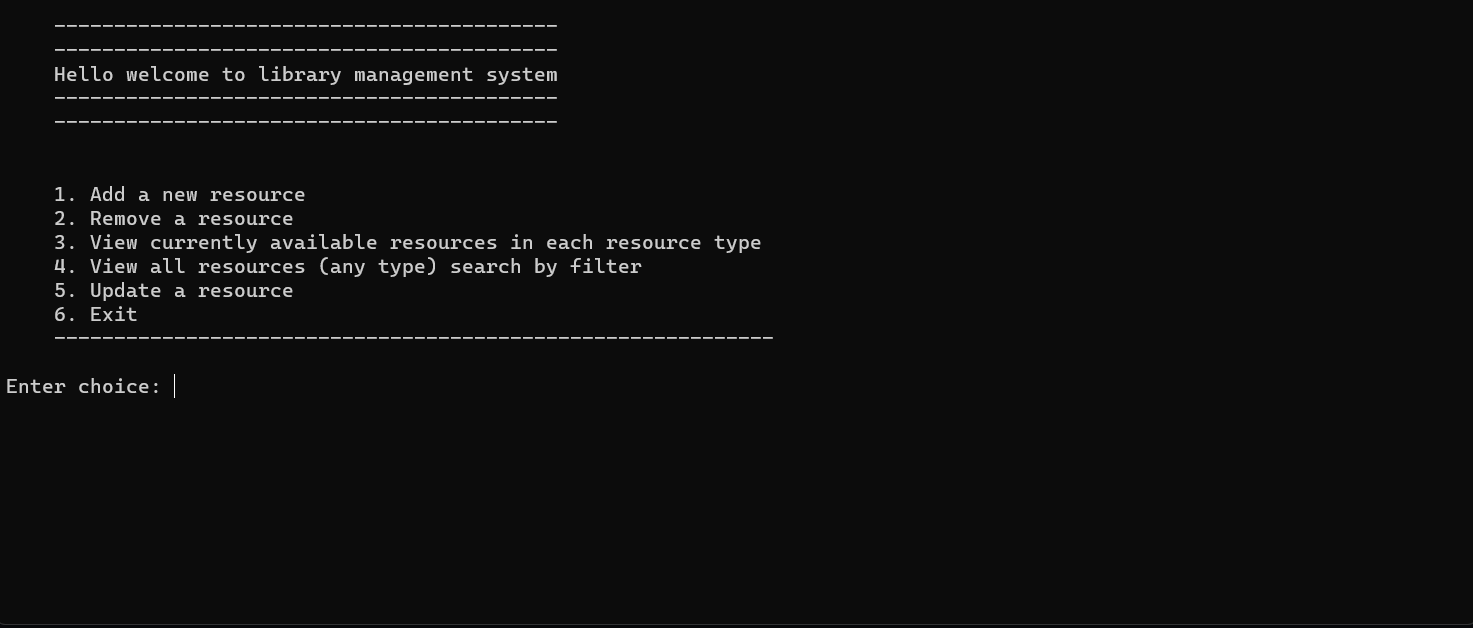 ------------------------------------------
------------------------------------------
Hello welcome to library management system
------------------------------------------
------------------------------------------
1. Add a new resource
2. Remove a resource
3. View currently available resources in each resource type
4. View all resources (any type) search by filter
5. Update a resource
6. Exit
------------------------------------------------------------
Enter choice: